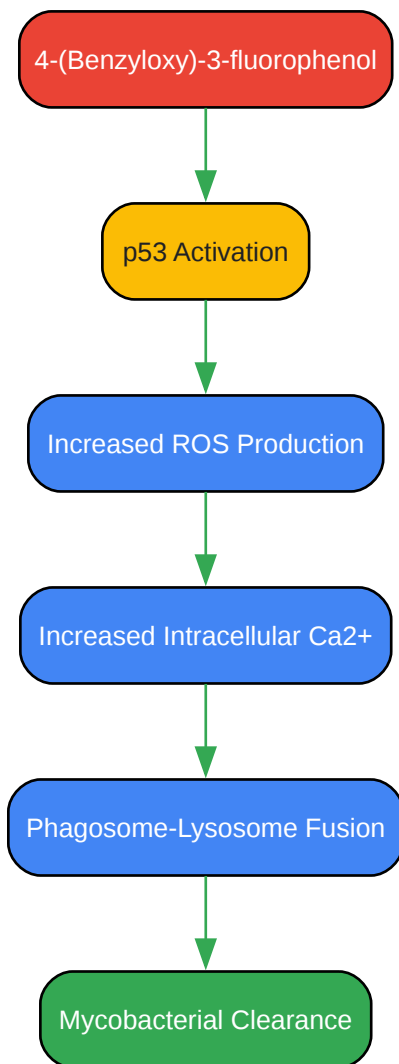 4-(Benzyloxy)-3-fluorophenol
p53 Activation
Increased ROS Production
Increased Intracellular Ca2+
Phagosome-Lysosome Fusion
Mycobacterial Clearance